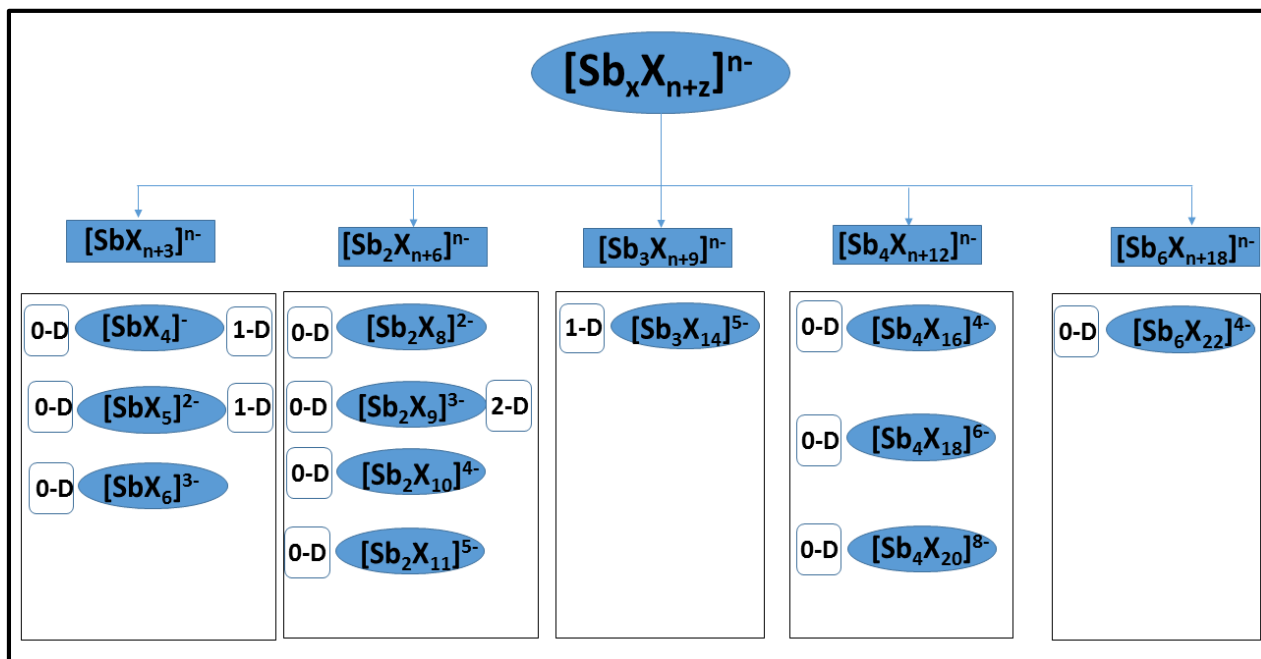 [SbₓXₙ₊z]ⁿ⁻
[SbXₙ₊₃]ⁿ⁻
[Sb₂Xₙ₊₆]ⁿ⁻
[Sb₃Xₙ₊₉]ⁿ⁻
[Sb₄Xₙ₊₁₂]ⁿ⁻
[Sb₆Xₙ₊₁₈]ⁿ⁻
0-D [SbX₄]⁻ 1-D
0-D [SbX₅]²⁻ 1-D
0-D [SbX₆]³⁻
0-D [Sb₂X₈]²⁻
0-D [Sb₂X₉]³⁻ 2-D
0-D [Sb₂X₁₀]⁴⁻
0-D [Sb₂X₁₁]⁵⁻
1-D [Sb₃X₁₄]⁵⁻
0-D [Sb₄X₁₆]⁴⁻
0-D [Sb₄X₁₈]⁶⁻
0-D [Sb₄X₂₀]⁸⁻
0-D [Sb₆X₂₂]⁴⁻